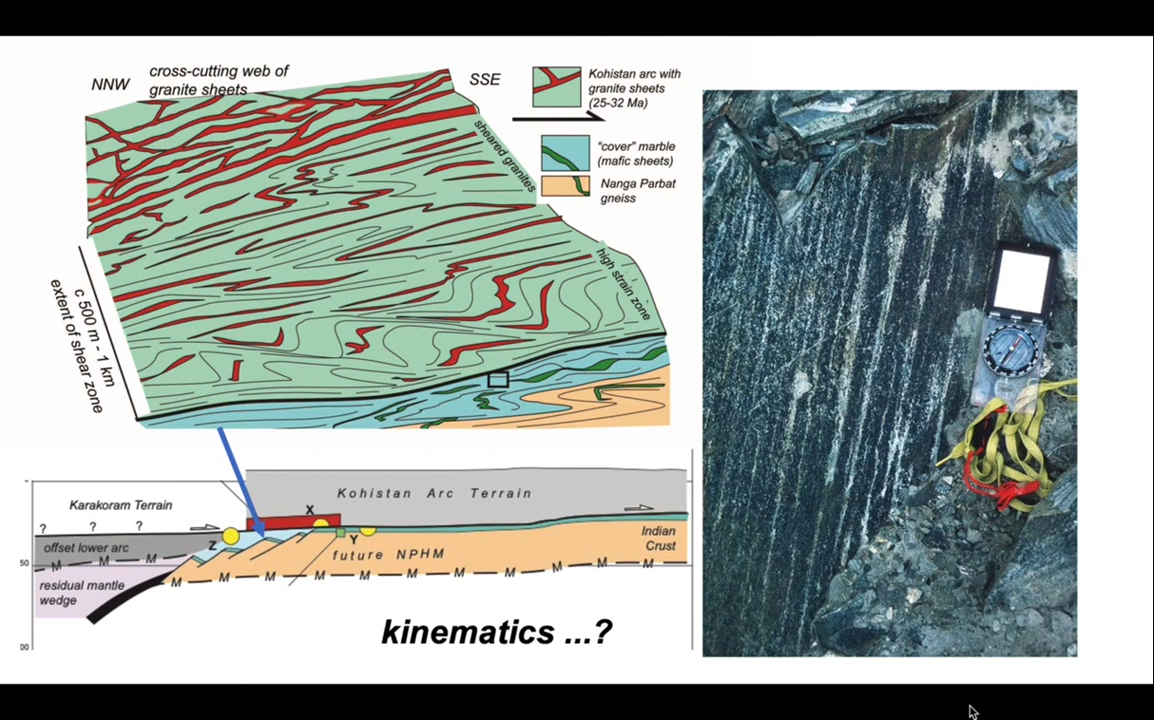 NNW
cross-cutting web of
granite sheets
SSE
Kohistan arc with
granite sheets
(25-32 Ma)
"cover" marble
(mafic sheets)
Nanga Parbat
gneiss
sheared granites
high strain zone
c 500 m - 1 km
extent of shear zone
Karakoram Terrain
Kohistan Arc Terrain
X
? ? ?
Z
Y
offset lower arc
future NPHM
Indian
Crust
M M M
M M M M M M M M M M
50
residual mantle
wedge
00
kinematics ...?